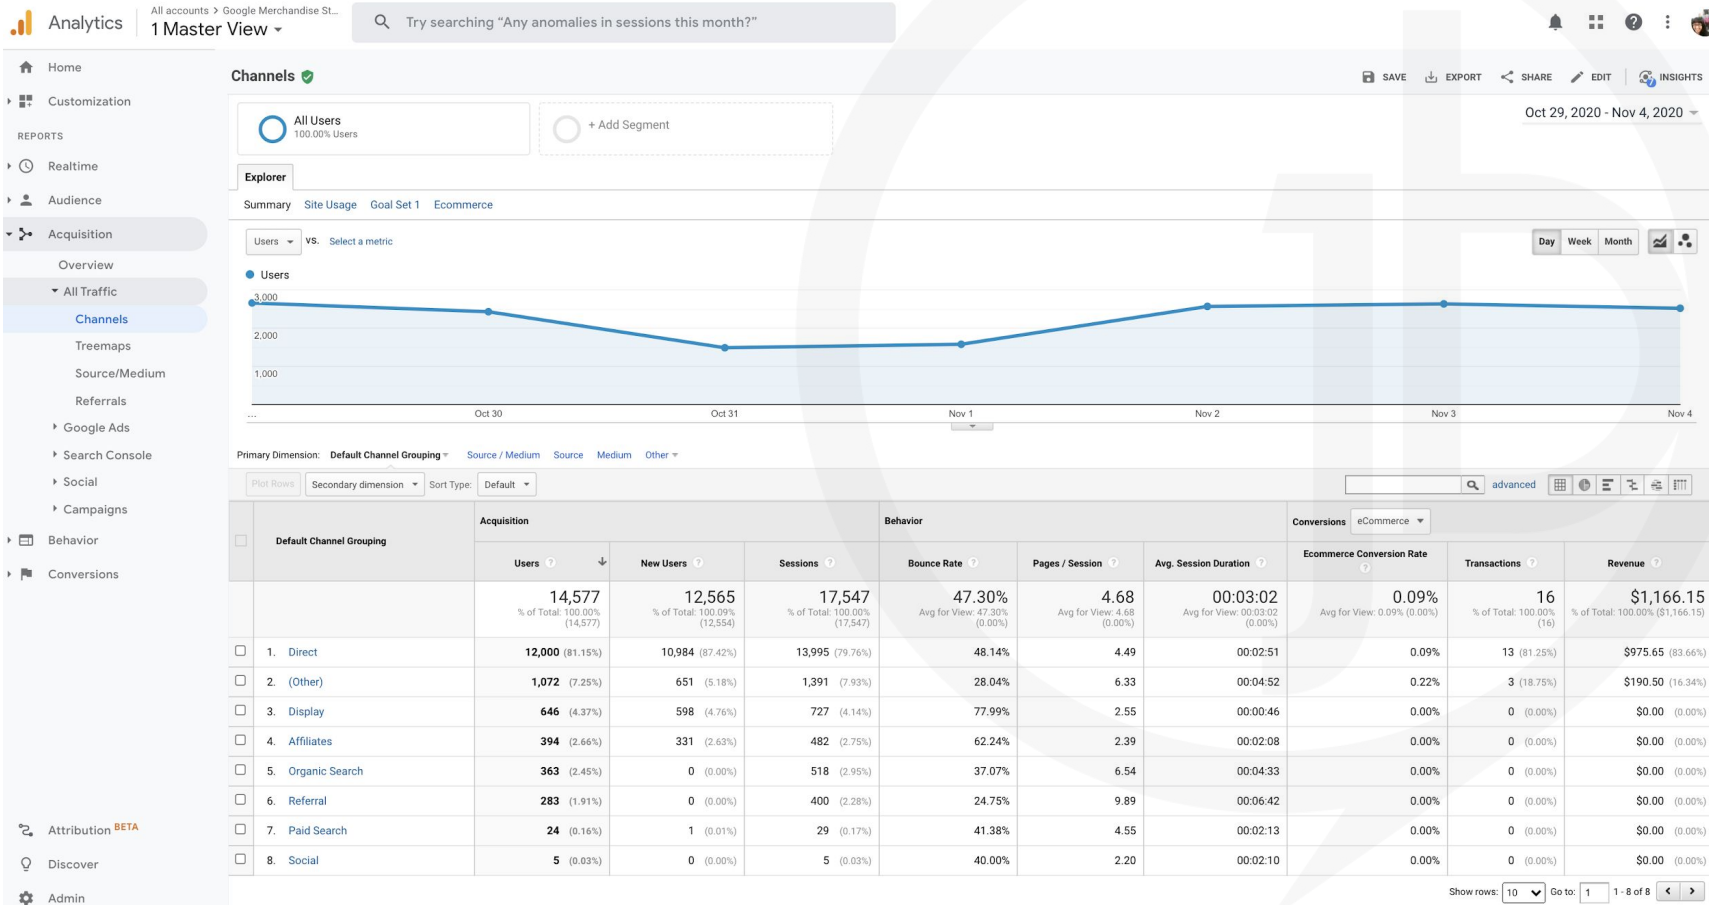 All accounts > Google Merchandise St...
Analytics
1 Master View
Try searching “Any anomalies in sessions this month?”
Home
Customization
REPORTS
Realtime
Audience
Acquisition
Overview
All Traffic
Channels
Treemaps
Source/Medium
Referrals
Google Ads
Search Console
Social
Campaigns
Behavior
Conversions
Attribution BETA
Discover
Admin
Channels
SAVE EXPORT SHARE EDIT INSIGHTS
7
All Users
100.00% Users
+ Add Segment
Oct 29, 2020 - Nov 4, 2020
Explorer
Summary Site Usage Goal Set 1 Ecommerce
Users VS. Select a metric
Day Week Month
Users
3,000
2,000
1,000
... Oct 30 Oct 31 Nov 1 Nov 2 Nov 3 Nov 4
Primary Dimension: Default Channel Grouping Source / Medium Source Medium Other
Plot Rows Secondary dimension Sort Type: Default advanced
Default Channel Grouping Acquisition Behavior Conversions eCommerce
Users ? New Users ? Sessions ? Bounce Rate ? Pages / Session ? Avg. Session Duration ? Ecommerce Conversion Rate ? Transactions ? Revenue ?
14,577 12,565 17,547 47.30% 4.68 00:03:02 0.09% 16 $1,166.15
% of Total: 100.00% % of Total: 100.09% % of Total: 100.00% Avg for View: 47.30% Avg for View: 4.68 Avg for View: 00:03:02 Avg for View: 0.09% (0.00%) % of Total: 100.00% % of Total: 100.00% ($1,166.15)
(14,577) (12,554) (17,547) (0.00%) (0.00%) (0.00%) (16)
1. Direct 12,000 (81.15%) 10,984 (87.42%) 13,995 (79.76%) 48.14% 4.49 00:02:51 0.09% 13 (81.25%) $975.65 (83.66%)
2. (Other) 1,072 (7.25%) 651 (5.18%) 1,391 (7.93%) 28.04% 6.33 00:04:52 0.22% 3 (18.75%) $190.50 (16.34%)
3. Display 646 (4.37%) 598 (4.76%) 727 (4.14%) 77.99% 2.55 00:00:46 0.00% 0 (0.00%) $0.00 (0.00%)
4. Affiliates 394 (2.66%) 331 (2.63%) 482 (2.75%) 62.24% 2.39 00:02:08 0.00% 0 (0.00%) $0.00 (0.00%)
5. Organic Search 363 (2.45%) 0 (0.00%) 518 (2.95%) 37.07% 6.54 00:04:33 0.00% 0 (0.00%) $0.00 (0.00%)
6. Referral 283 (1.91%) 0 (0.00%) 400 (2.28%) 24.75% 9.89 00:06:42 0.00% 0 (0.00%) $0.00 (0.00%)
7. Paid Search 24 (0.16%) 1 (0.01%) 29 (0.17%) 41.38% 4.55 00:02:13 0.00% 0 (0.00%) $0.00 (0.00%)
8. Social 5 (0.03%) 0 (0.00%) 5 (0.03%) 40.00% 2.20 00:02:10 0.00% 0 (0.00%) $0.00 (0.00%)
Show rows: 10 Go to: 1 1 - 8 of 8